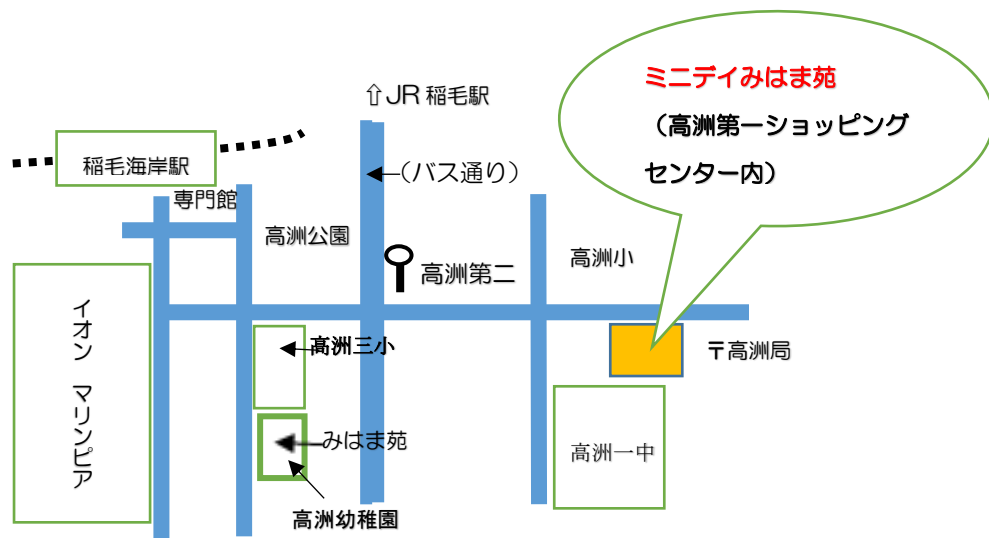 ミニデイみはま苑
（高洲第一ショッピング
センター内）
⇧JR 稲毛駅
稲毛海岸駅
（バス通り）
専門館
高洲公園
高洲第二
高洲小
イオン マリンピア
高洲三小
〒高洲局
みはま苑
高洲一中
高洲幼稚園